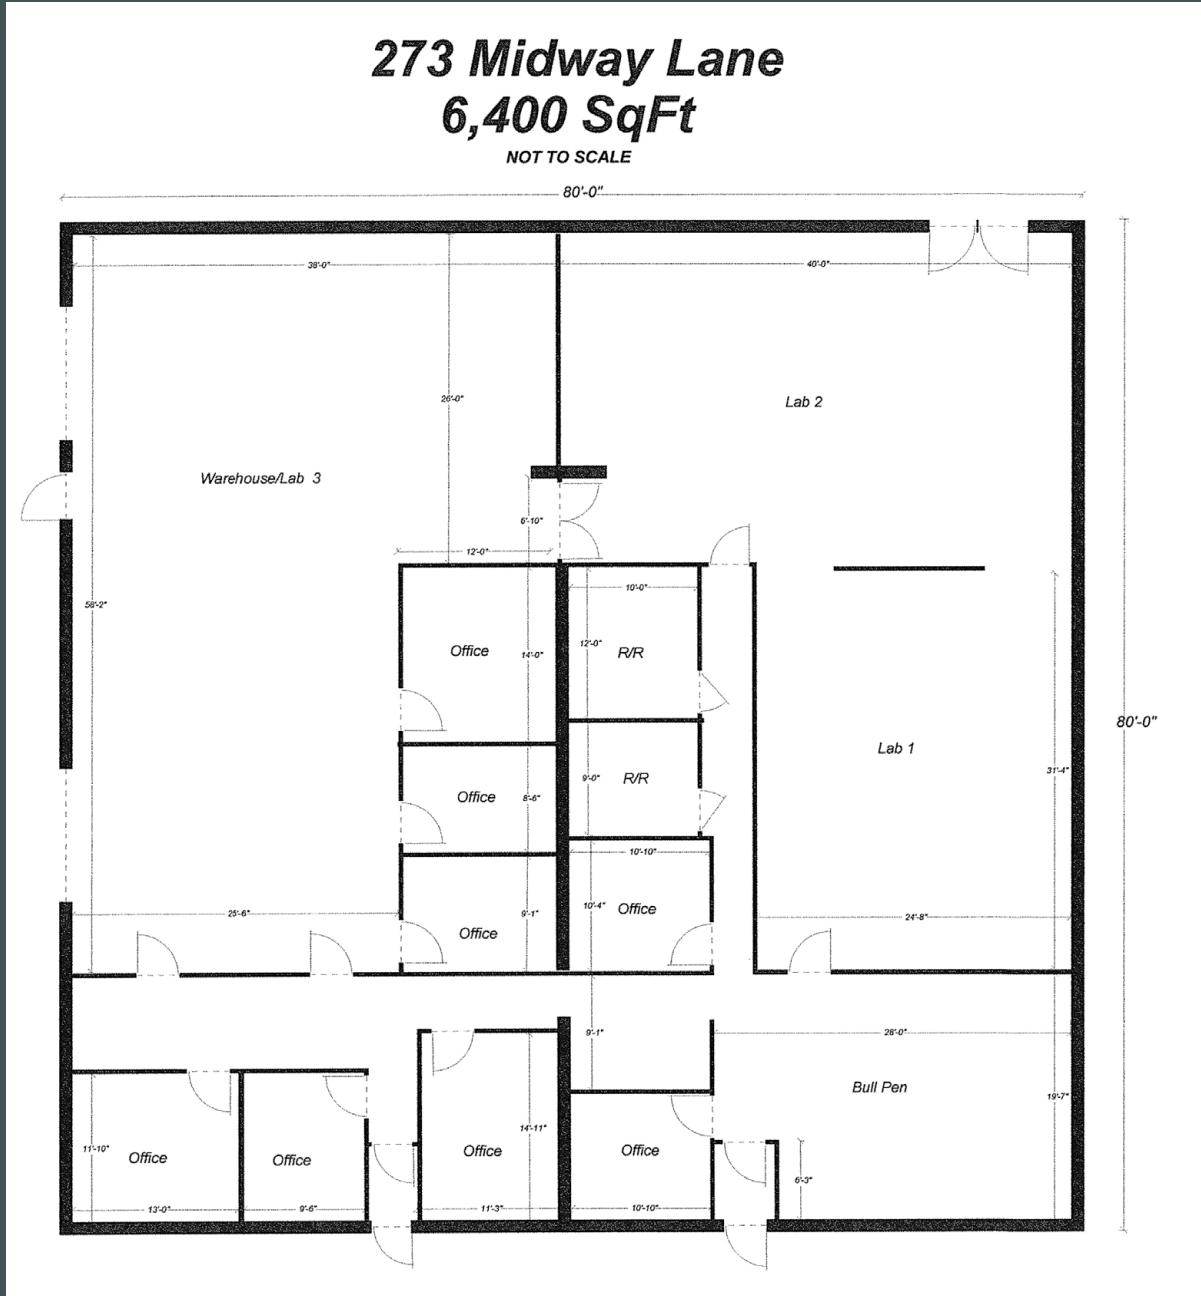 273 Midway Lane
6,400 SqFt
NOT TO SCALE
80'-0"
38'-0"
40'-0"
26'-0"
Lab 2
Warehouse/Lab 3
6'-10"
12'-0"
10'-0"
58'-2"
12'-0"
Office
14'-0"
R/R
80'-0"
Lab 1
31'-4"
9'-0"
R/R
Office
8'-6"
10'-10"
10'-4"
Office
25'-6"
9'-1"
24'-8"
Office
9'-1"
28'-0"
Bull Pen
19'-7"
14'-11"
11'-10"
Office
Office
Office
Office
6'-3"
13'-0"
9'-6"
11'-3"
10'-10"